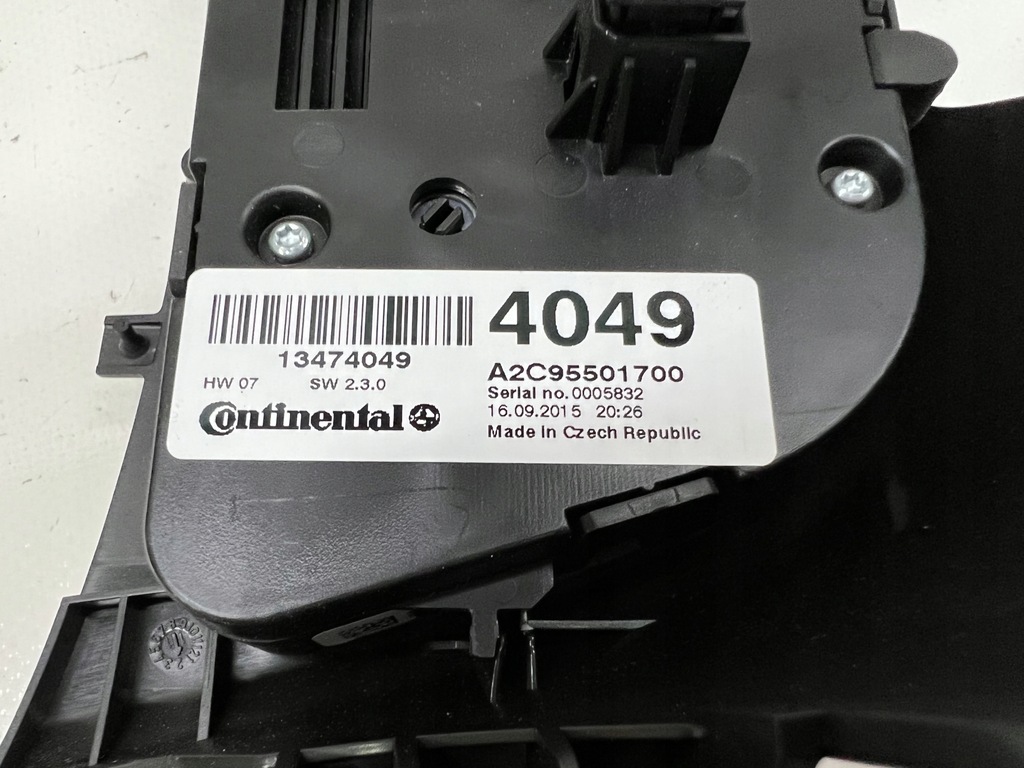 4049
13474049
HW 07 SW 2.3.0
Continental
A2C95501700
Serial no. 0005832
16.09.2015 20:26
Made in Czech Republic